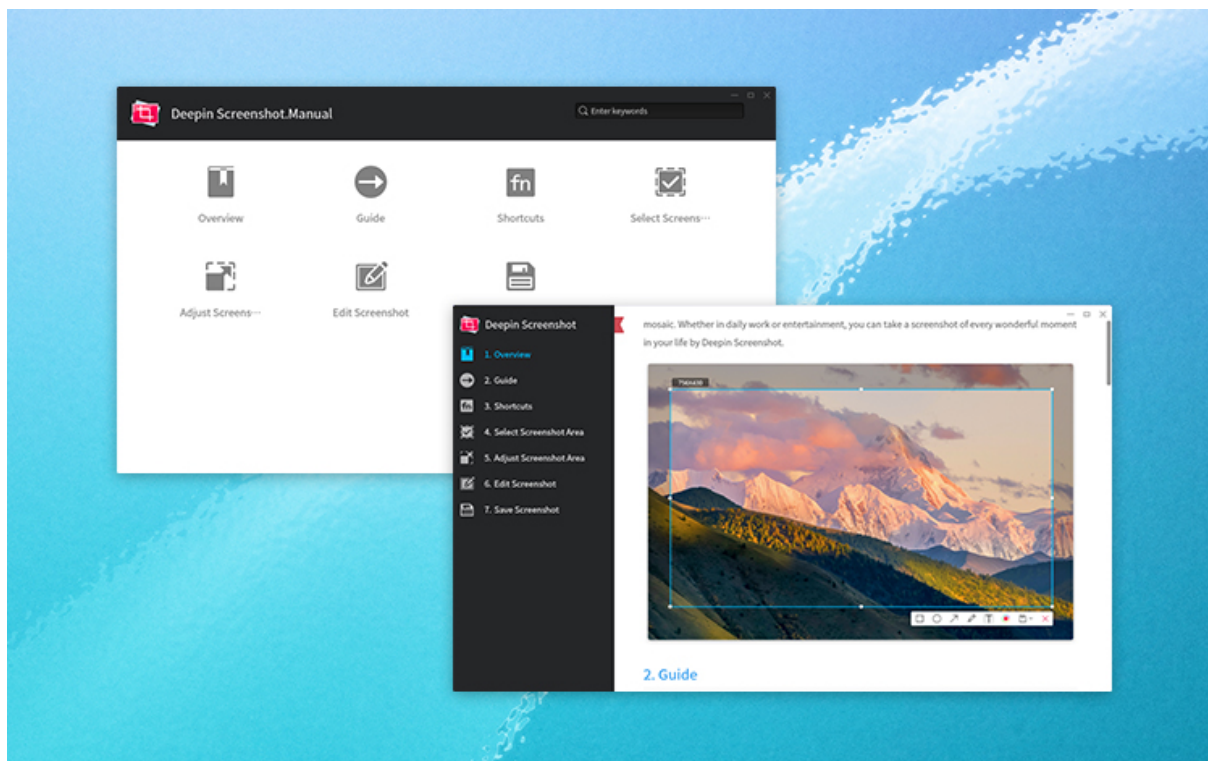 Deepin Screenshot.Manual
Enter keywords
Overview
Guide
Shortcuts
Select Screens···
Adjust Screens···
Edit Screenshot
Deepin Screenshot
1. Overview
2. Guide
3. Shortcuts
4. Select Screenshot Area
5. Adjust Screenshot Area
6. Edit Screenshot
7. Save Screenshot
mosaic. Whether in daily work or entertainment, you can take a screenshot of every wonderful moment
in your life by Deepin Screenshot.
2. Guide